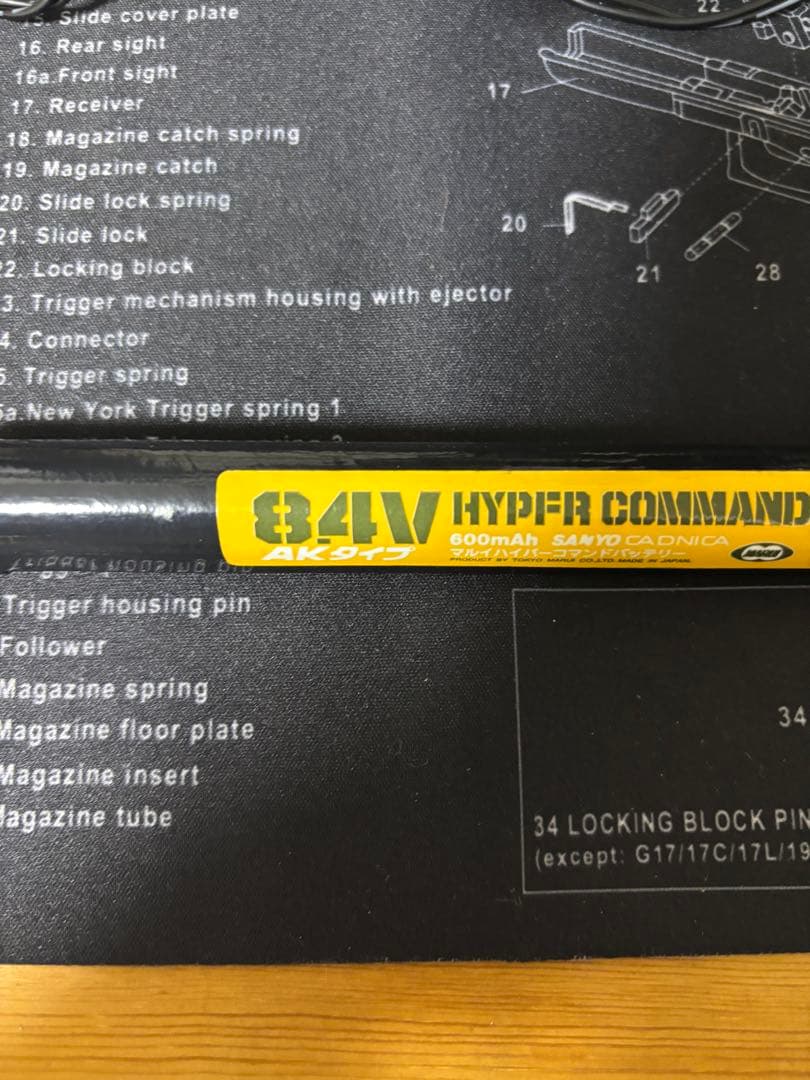 15. Slide cover plate
16. Rear sight
16a.Front sight
17. Receiver
18. Magazine catch spring
19. Magazine catch
20. Slide lock spring
21. Slide lock
22. Locking block
3. Trigger mechanism housing with ejector
4. Connector
5. Trigger spring
5a.New York Trigger spring 1
22
17
20
21
28
8.4V HYPER COMMAND
600mAh SANYO CADNICA
AKタイプ マルイハイパーコマンドバッテリー
PRODUCT BY TOKYO MARUI CO.,LTD. MADE IN JAPAN.
MARUI
Trigger housing pin
Follower
Magazine spring
Magazine floor plate
Magazine insert
Magazine tube
34
34 LOCKING BLOCK PIN
(except: G17/17C/17L/19